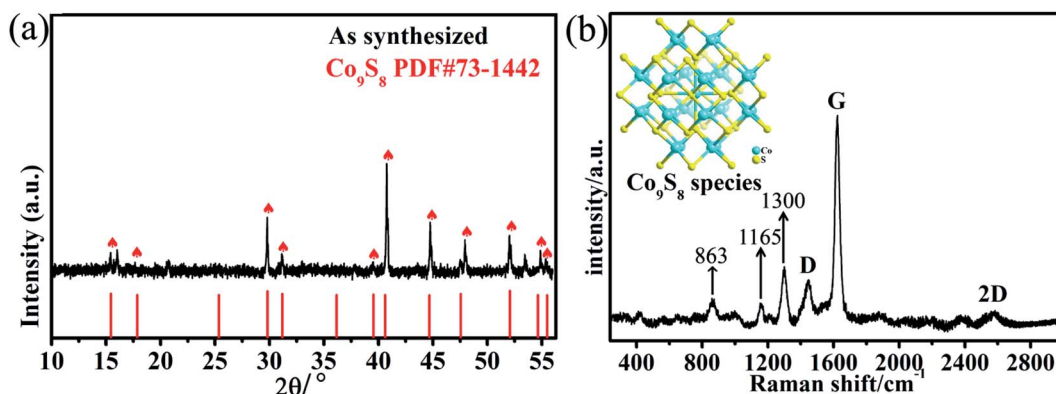 (a)
As synthesized
Co₉S₈ PDF#73-1442
Intensity (a.u.)
10 15 20 25 30 35 40 45 50 55
2θ/°
(b)
Co
S
Co₉S₈ species
G
1300
1165
863
D
2D
intensity/a.u.
400 800 1200 1600 2000 2400 2800
Raman shift/cm⁻¹